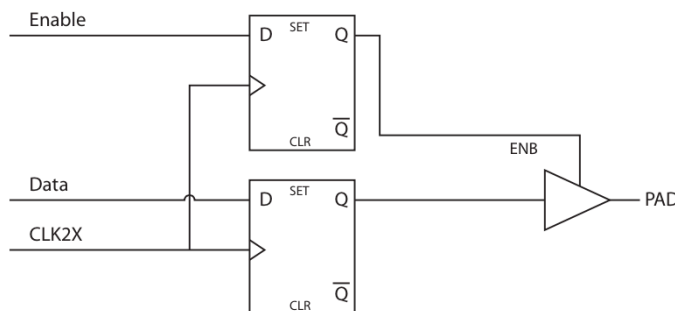 Enable
D SET Q
Q
CLR
ENB
Data
D SET Q
PAD
CLK2X
Q
CLR